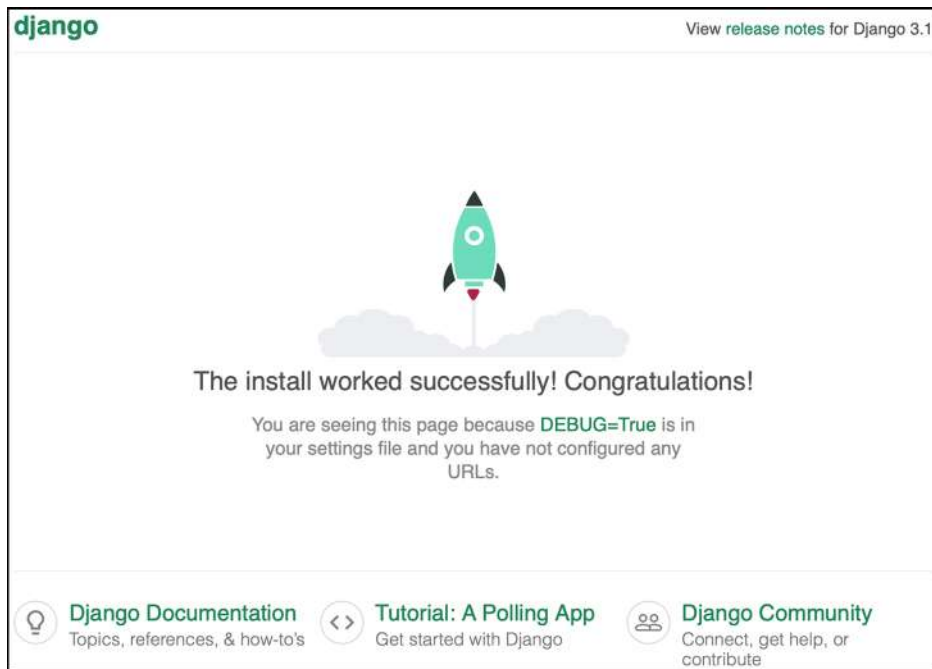 django
View release notes for Django 3.1
The install worked successfully! Congratulations!
You are seeing this page because DEBUG=True is in
your settings file and you have not configured any
URLs.
Django Documentation
Topics, references, & how-to's
Tutorial: A Polling App
Get started with Django
Django Community
Connect, get help, or
contribute